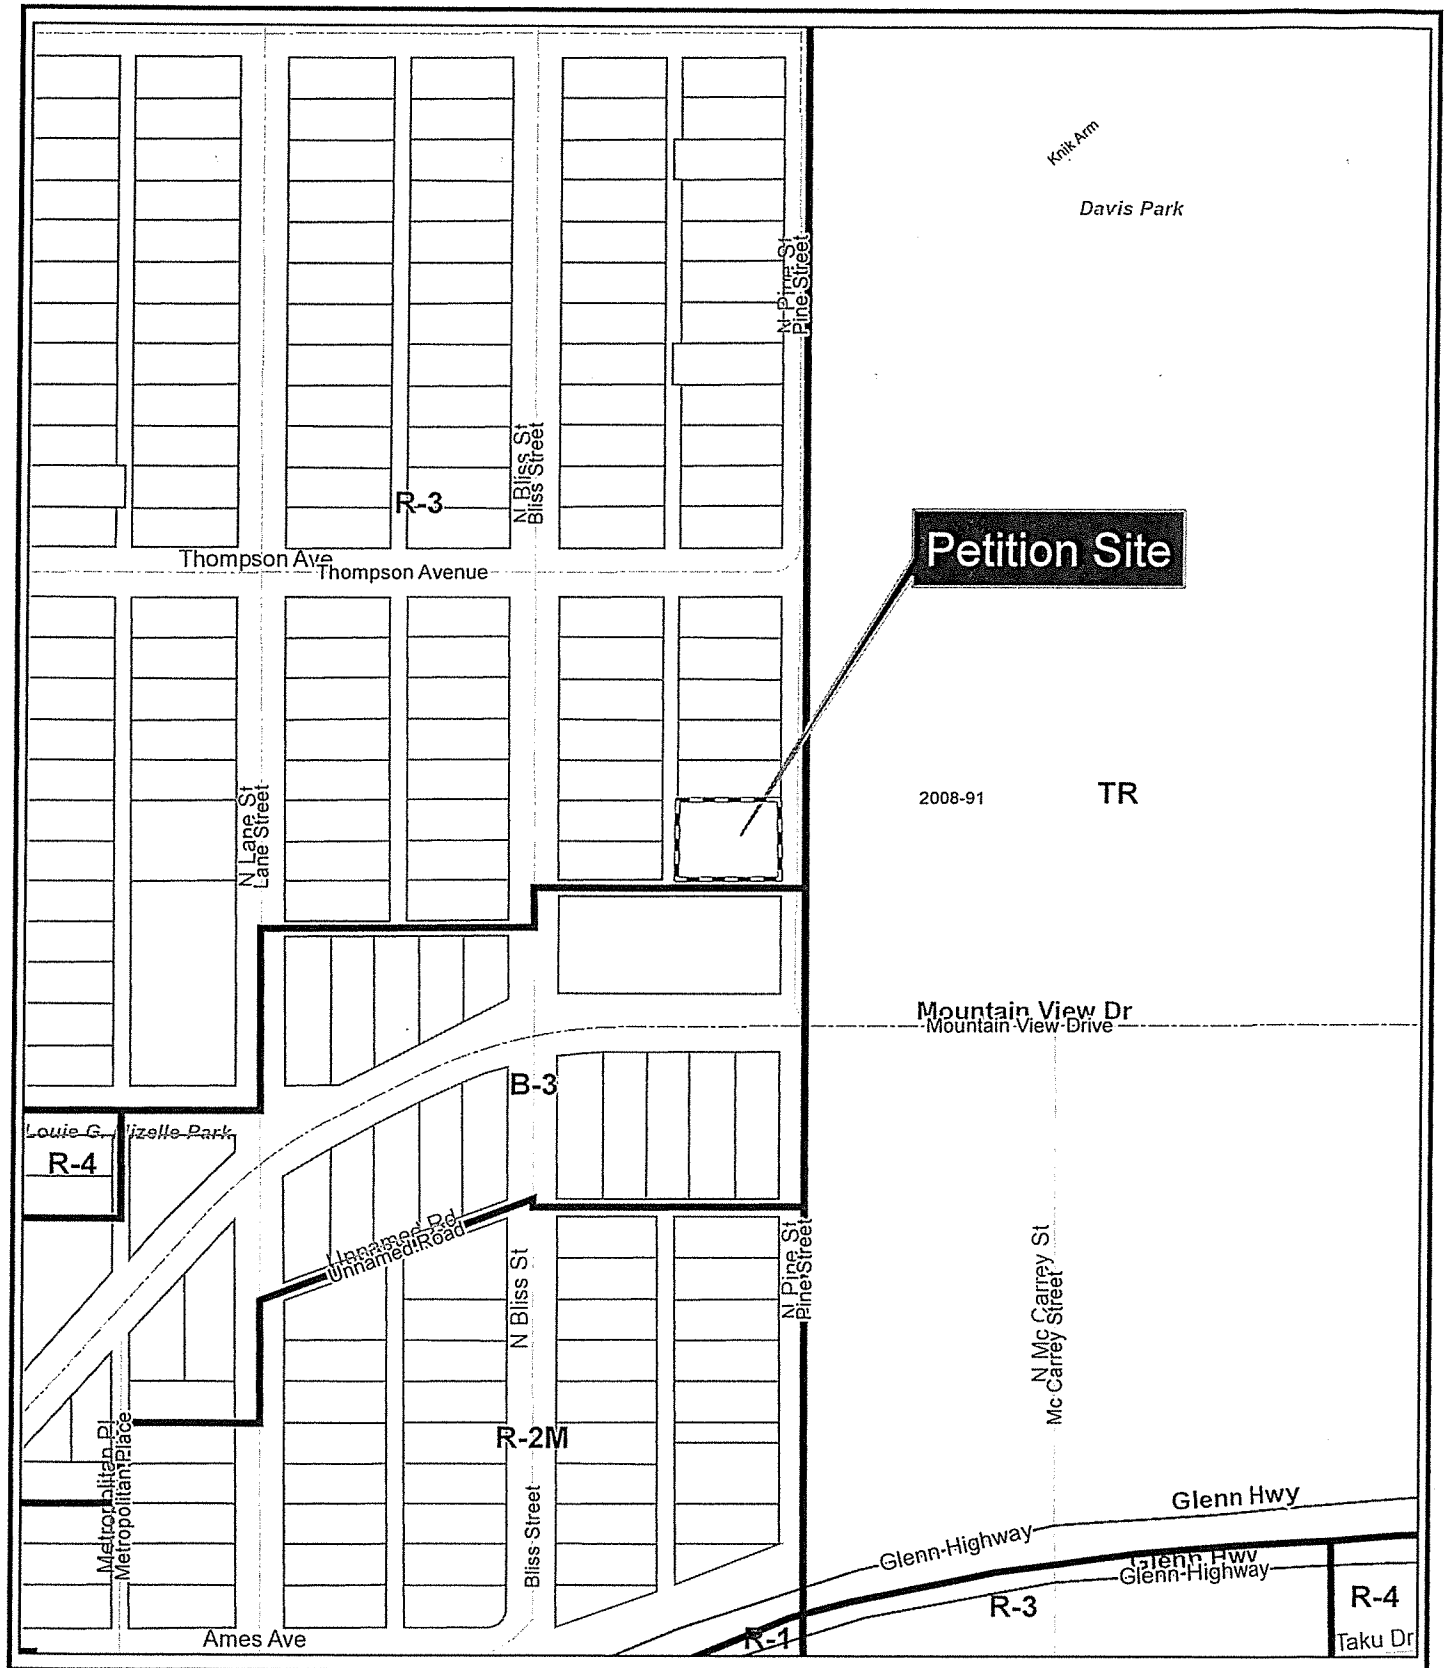 Knik Arm
Davis Park
N Pine St
Pine Street
N Bliss St
Bliss Street
R-3
Petition Site
Thompson Ave
Thompson Avenue
N Lane St
Lane Street
2008-91
TR
Mountain View Dr
Mountain View Drive
B-3
Louie G. Mizelle Park
R-4
Unnamed Rd
Unnamed Road
N Bliss St
N Pine St
Pine Street
N Mc Carrey St
Mc Carrey Street
Metropolitan Pl
Metropolitan Place
R-2M
Bliss Street
Glenn Hwy
Glenn Highway
Glenn Hwy
Glenn Highway
R-3
R-4
Ames Ave
R-1
Taku Dr